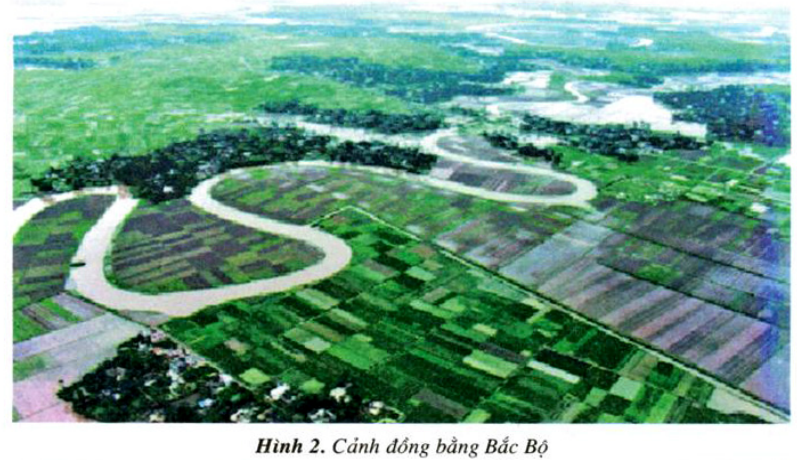 Hình 2. Cảnh đồng bằng Bắc Bộ